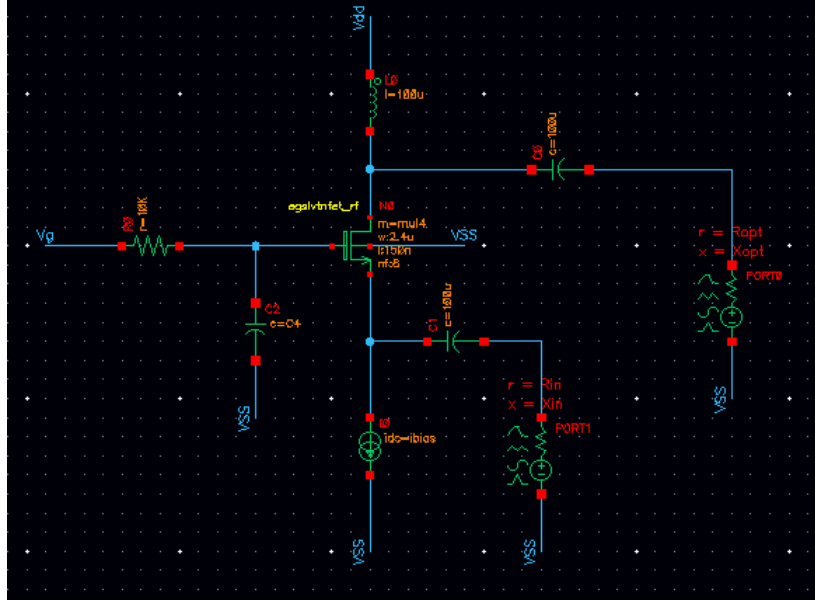 Vdd
L0
l=100u
C0
c=100u
R0
r=10K
egslvtnfet_rf
N0
m=mul4.
w:2.4u
l:150n
nf:8
Vg
VSS
r = Ropt
x = Xopt
PORT0
C2
c=C4
C1
c=100u
VSS
VSS
r = Rin
x = Xin
PORT1
I0
idc=ibias
VSS
VSS